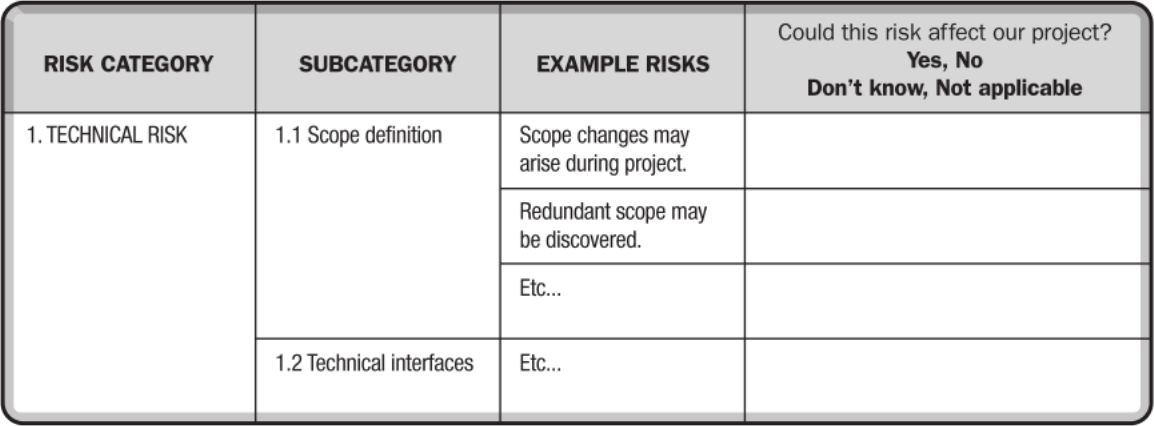 RISK CATEGORY
SUBCATEGORY
EXAMPLE RISKS
Could this risk affect our project?
Yes, No
Don't know, Not applicable
1. TECHNICAL RISK
1.1 Scope definition
Scope changes may
arise during project.
Redundant scope may
be discovered.
Etc...
1.2 Technical interfaces
Etc...